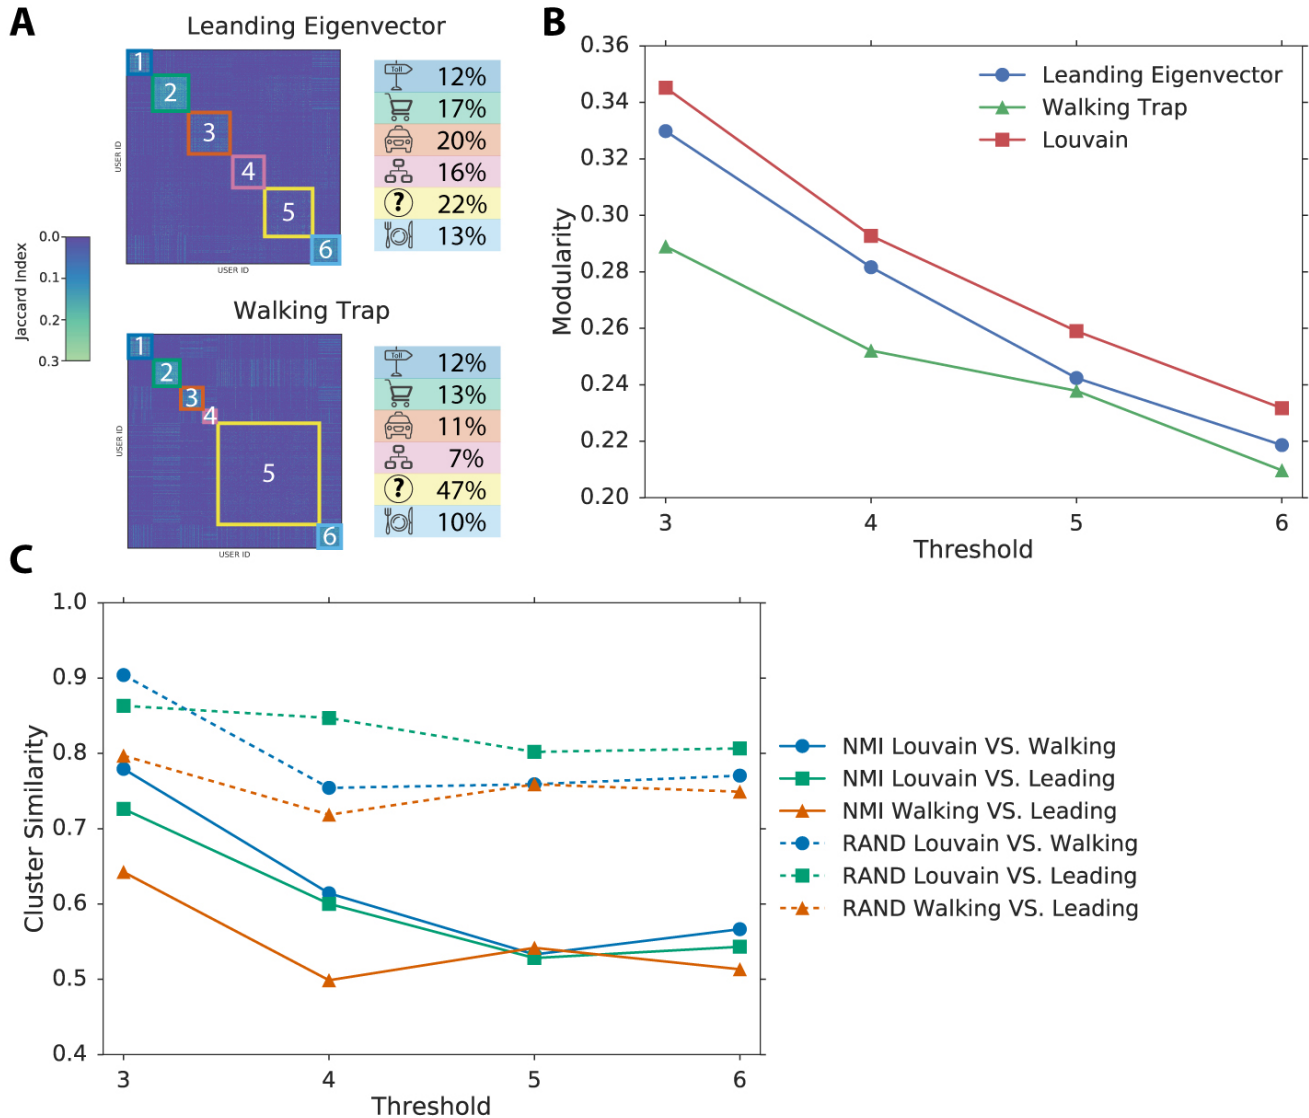 A
Leanding Eigenvector
1
2
3
4
5
6
USER ID
USER ID
Toll 12%
17%
20%
16%
? 22%
13%
Jaccard Index
0.0
0.1
0.2
0.3
Walking Trap
1
2
3
4
5
6
USER ID
USER ID
Toll 12%
13%
11%
7%
? 47%
10%
B
0.36
0.34
0.32
0.30
0.28
0.26
0.24
0.22
0.20
Modularity
Leanding Eigenvector
Walking Trap
Louvain
3 4 5 6
Threshold
C
1.0
0.9
0.8
0.7
0.6
0.5
0.4
Cluster Similarity
3 4 5 6
Threshold
NMI Louvain VS. Walking
NMI Louvain VS. Leading
NMI Walking VS. Leading
RAND Louvain VS. Walking
RAND Louvain VS. Leading
RAND Walking VS. Leading